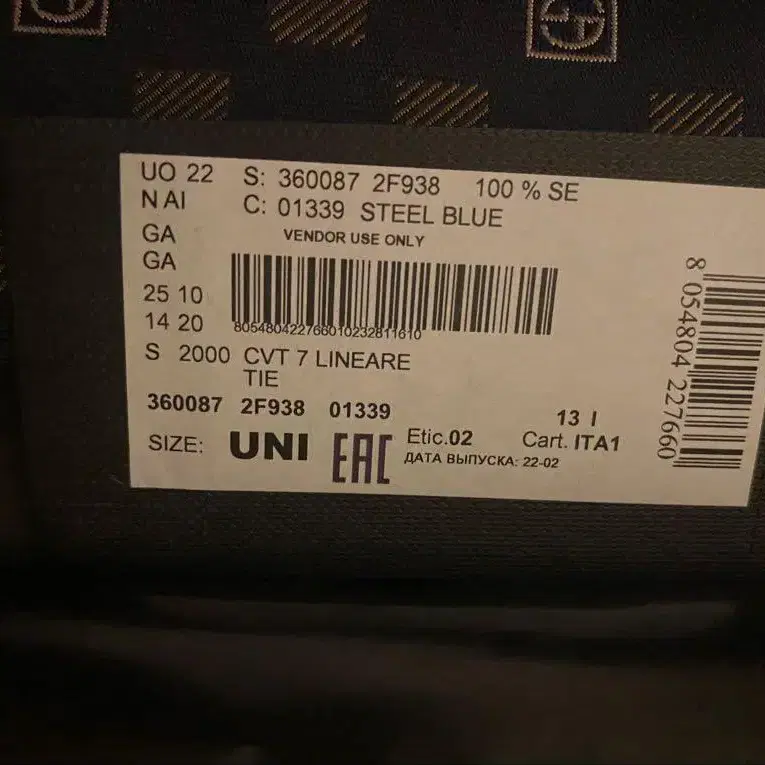 UO 22 S: 360087 2F938 100 % SE
N AI C: 01339 STEEL BLUE
GA VENDOR USE ONLY
GA
25 10
14 20
805480422766010232811610
S 2000 CVT 7 LINEARE
TIE
360087 2F938 01339
13 I
SIZE: UNI EAC Etic.02 Cart. ITA1
ДАТА ВЫПУСКА: 22-02
8 054804 227660